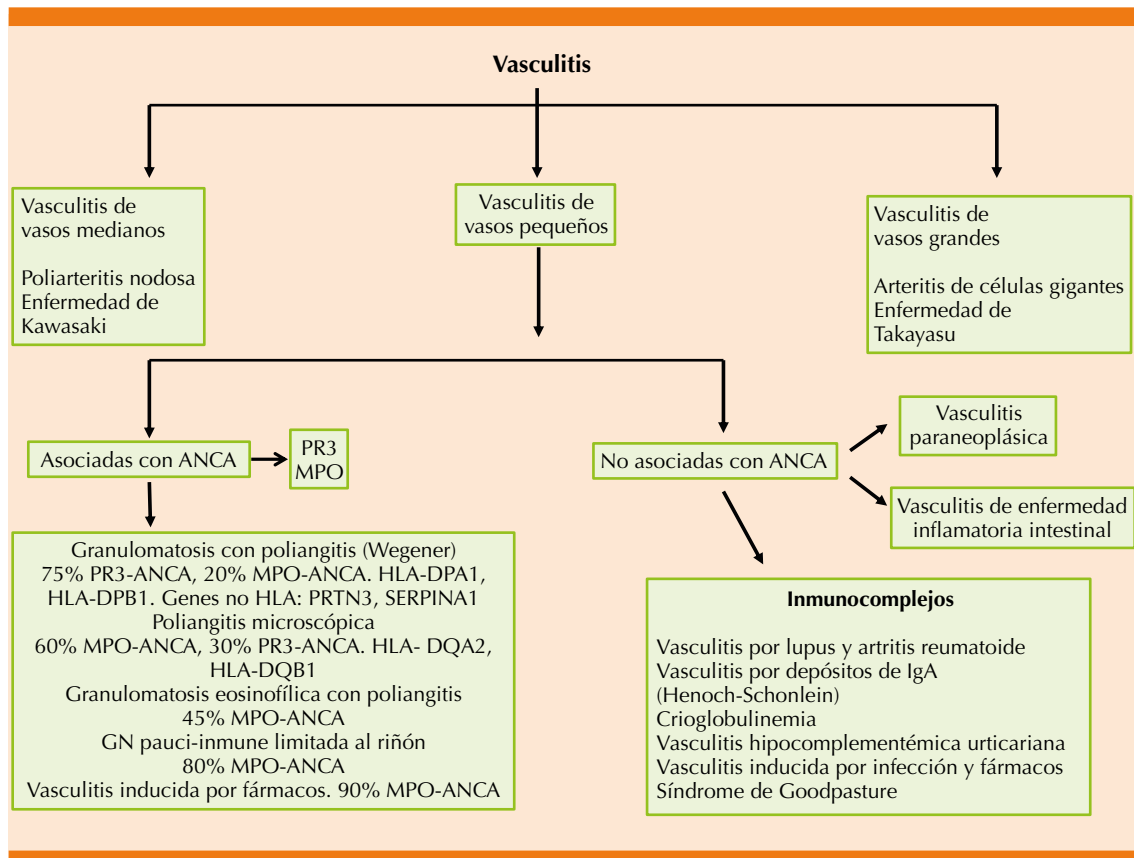 Vasculitis
Vasculitis de
vasos medianos
Poliarteritis nodosa
Enfermedad de
Kawasaki
Vasculitis de
vasos pequeños
Vasculitis de
vasos grandes
Arteritis de células gigantes
Enfermedad de
Takayasu
Asociadas con ANCA
PR3
MPO
No asociadas con ANCA
Vasculitis
paraneoplásica
Vasculitis de enfermedad
inflamatoria intestinal
Granulomatosis con poliangitis (Wegener)
75% PR3-ANCA, 20% MPO-ANCA. HLA-DPA1,
HLA-DPB1. Genes no HLA: PRTN3, SERPINA1
Poliangitis microscópica
60% MPO-ANCA, 30% PR3-ANCA. HLA- DQA2,
HLA-DQB1
Granulomatosis eosinofílica con poliangitis
45% MPO-ANCA
GN pauci-inmune limitada al riñón
80% MPO-ANCA
Vasculitis inducida por fármacos. 90% MPO-ANCA
Inmunocomplejos
Vasculitis por lupus y artritis reumatoide
Vasculitis por depósitos de IgA
(Henoch-Schonlein)
Crioglobulinemia
Vasculitis hipocomplementémica urticariana
Vasculitis inducida por infección y fármacos
Síndrome de Goodpasture